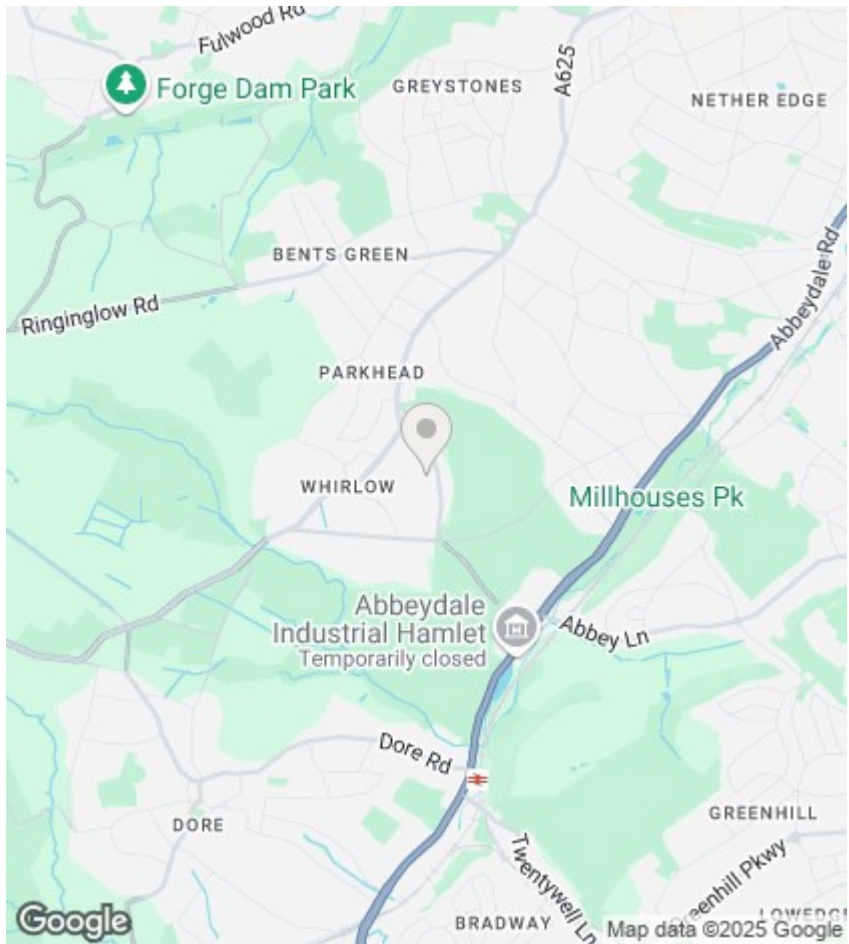 Fulwood Rd
Forge Dam Park
GREYSTONES
A625
NETHER EDGE
BENTS GREEN
Ringinglow Rd
Abbeydale Rd
PARKHEAD
WHIRLOW
Millhouses Pk
Abbeydale
Industrial Hamlet
Temporarily closed
Abbey Ln
Dore Rd
DORE
GREENHILL
Twentywell Ln
Greenhill Pkwy
BRADWAY
LOWEDGE
Google
Map data ©2025 Google